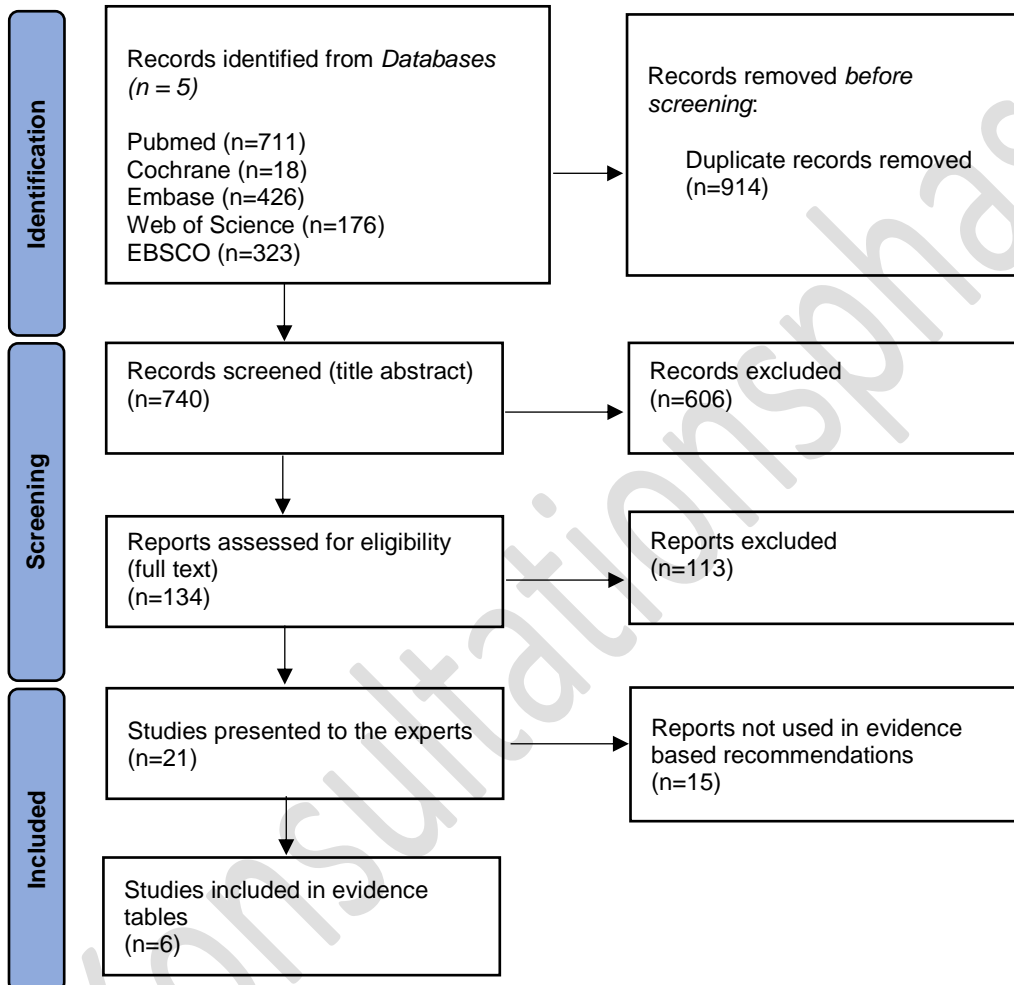 Identification
Records identified from Databases
(n = 5)
Pubmed (n=711)
Cochrane (n=18)
Embase (n=426)
Web of Science (n=176)
EBSCO (n=323)
Records removed before
screening:
Duplicate records removed
(n=914)
Screening
Records screened (title abstract)
(n=740)
Records excluded
(n=606)
Reports assessed for eligibility
(full text)
(n=134)
Reports excluded
(n=113)
Included
Studies presented to the experts
(n=21)
Reports not used in evidence
based recommendations
(n=15)
Studies included in evidence
tables
(n=6)
onsultationsphas